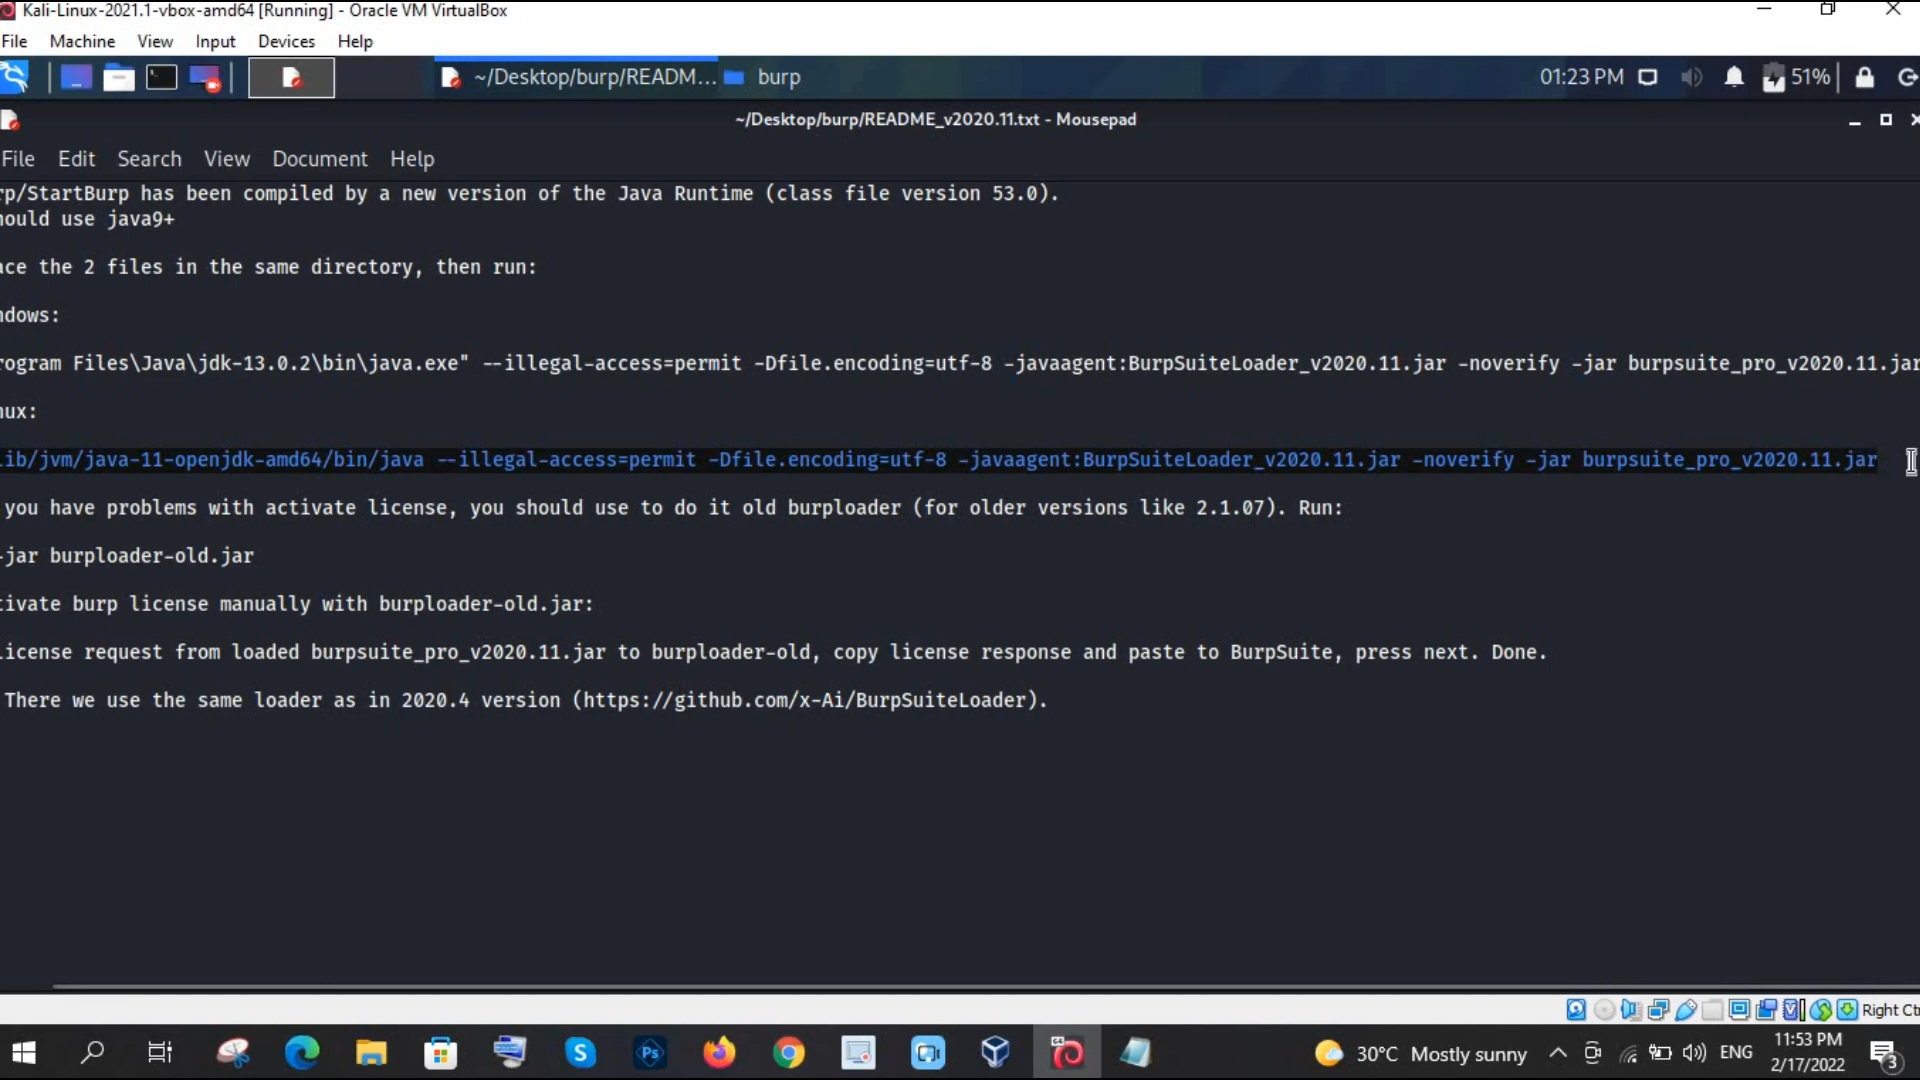 Kali-Linux-2021.1-vbox-amd64 [Running] - Oracle VM VirtualBox
File Machine View Input Devices Help
~/Desktop/burp/READM... burp 01:23 PM 51%
~/Desktop/burp/README_v2020.11.txt - Mousepad
File Edit Search View Document Help
rp/StartBurp has been compiled by a new version of the Java Runtime (class file version 53.0).
hould use java9+
ace the 2 files in the same directory, then run:
ndows:
rogram Files\Java\jdk-13.0.2\bin\java.exe" --illegal-access=permit -Dfile.encoding=utf-8 -javaagent:BurpSuiteLoader_v2020.11.jar -noverify -jar burpsuite_pro_v2020.11.jar
nux:
lib/jvm/java-11-openjdk-amd64/bin/java --illegal-access=permit -Dfile.encoding=utf-8 -javaagent:BurpSuiteLoader_v2020.11.jar -noverify -jar burpsuite_pro_v2020.11.jar
you have problems with activate license, you should use to do it old burploader (for older versions like 2.1.07). Run:
-jar burploader-old.jar
tivate burp license manually with burploader-old.jar:
license request from loaded burpsuite_pro_v2020.11.jar to burploader-old, copy license response and paste to BurpSuite, press next. Done.
There we use the same loader as in 2020.4 version (https://github.com/x-Ai/BurpSuiteLoader).
Right Ctr
30°C Mostly sunny ENG 11:53 PM
2/17/2022 3